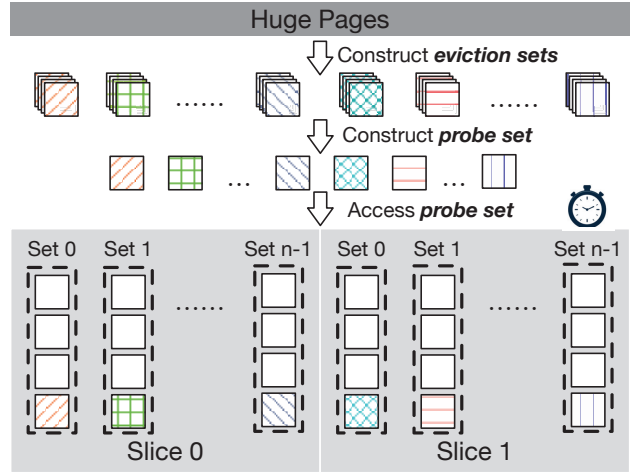 Huge Pages
Construct eviction sets
......
......
Construct probe set
...
...
Access probe set
Set 0 Set 1 Set n-1 Set 0 Set 1 Set n-1
......
......
Slice 0 Slice 1